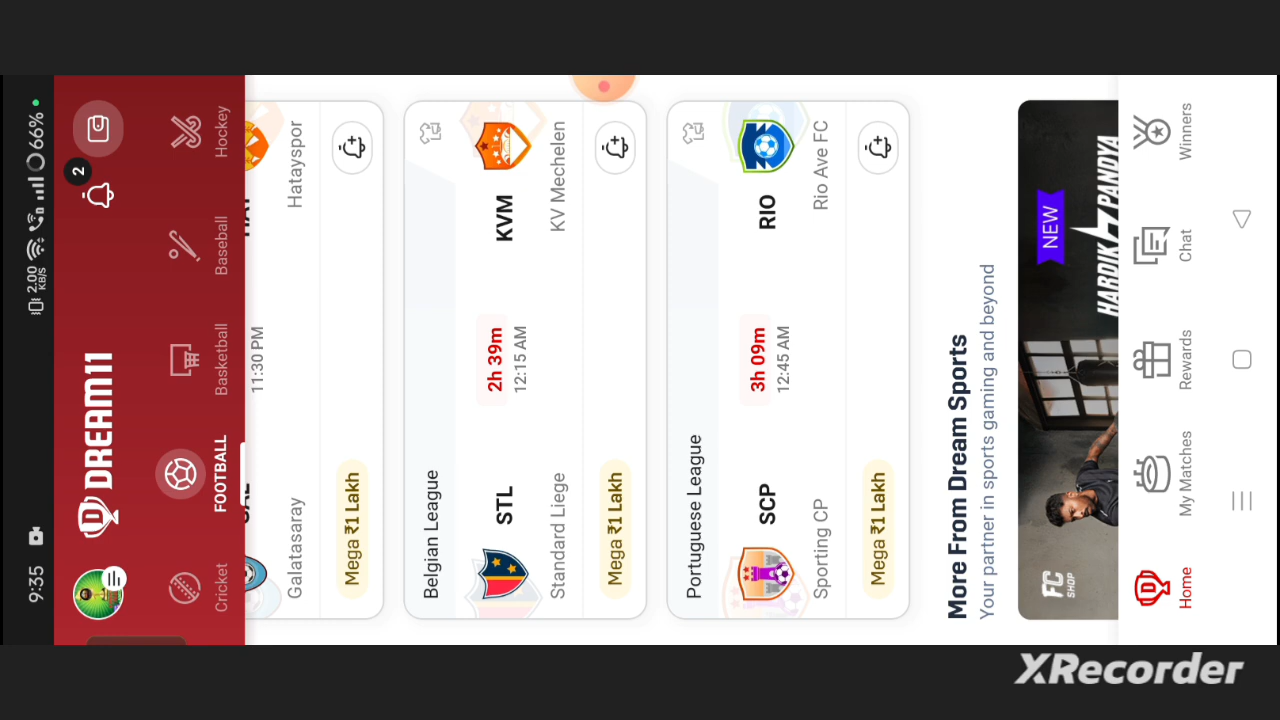 9:35
2.00 KB/S
66%
DREAM11
2
Cricket
FOOTBALL
Basketball
Baseball
Hockey
11:30 PM
Galatasaray
Hatayspor
Mega ₹1 Lakh
Belgian League
STL
2h 39m
KVM
12:15 AM
Standard Liege
KV Mechelen
Mega ₹1 Lakh
Portuguese League
SCP
3h 09m
RIO
12:45 AM
Sporting CP
Rio Ave FC
Mega ₹1 Lakh
More From Dream Sports
Your partner in sports gaming and beyond
FC
SHOP
NEW
HARDIK PANDYA
Home
My Matches
Rewards
Chat
Winners
XRecorder